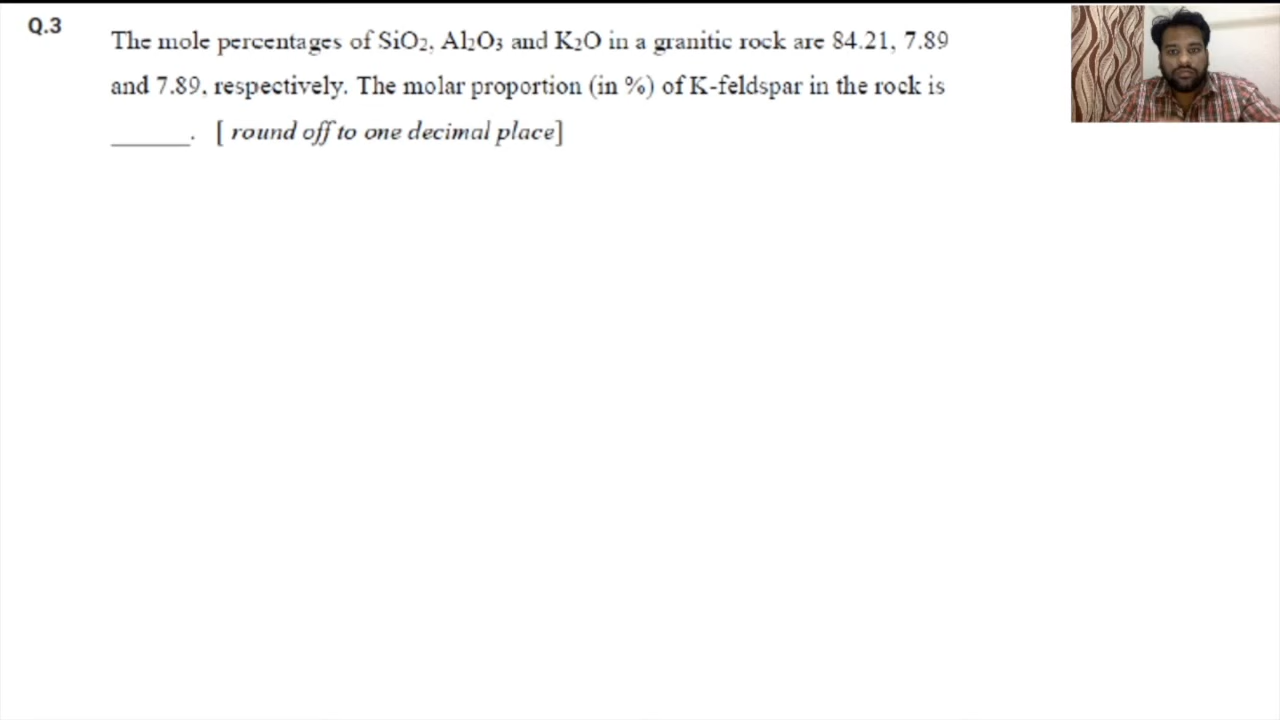 Q.3
The mole percentages of SiO₂, Al₂O₃ and K₂O in a granitic rock are 84.21, 7.89
and 7.89, respectively. The molar proportion (in %) of K-feldspar in the rock is
______. [ round off to one decimal place]